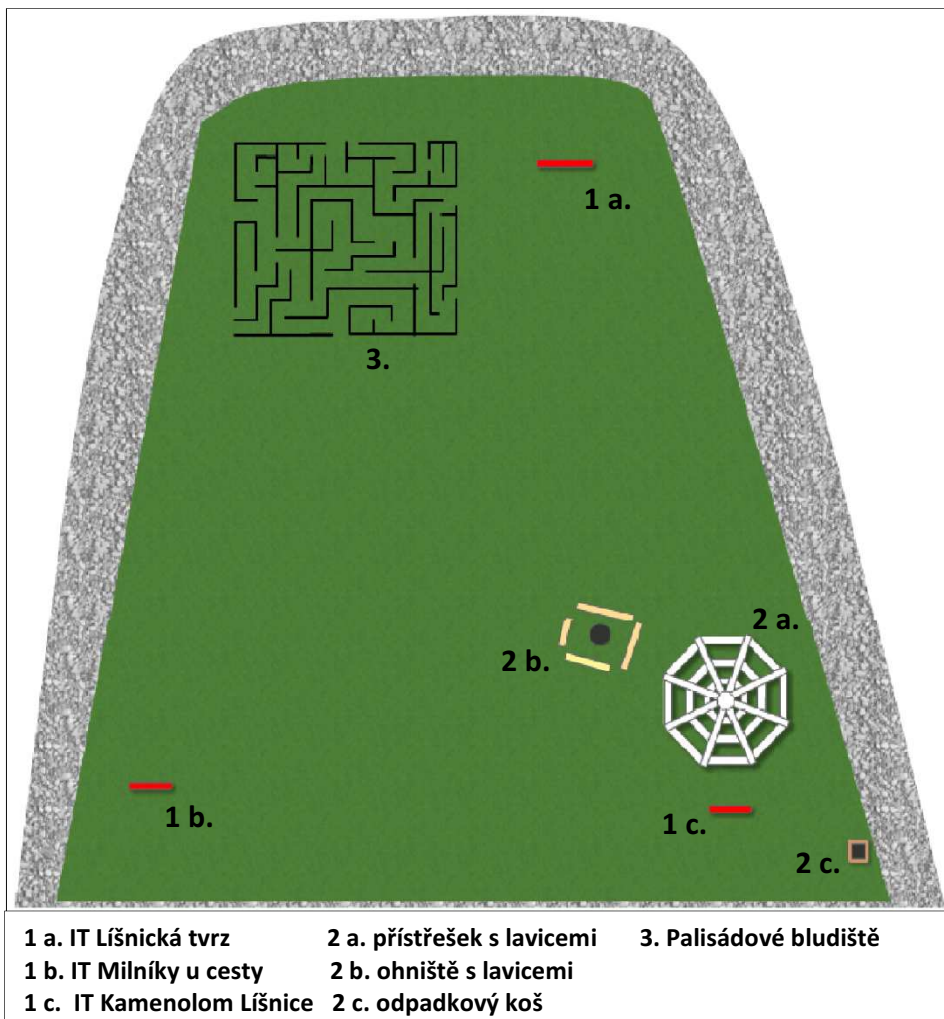 1 a.
3.
2 a.
2 b.
1 b.
1 c.
2 c.
1 a. IT Líšnická tvrz 2 a. přístřešek s lavicemi 3. Palisádové bludiště
1 b. IT Milníky u cesty 2 b. ohniště s lavicemi
1 c. IT Kamenolom Líšnice 2 c. odpadkový koš